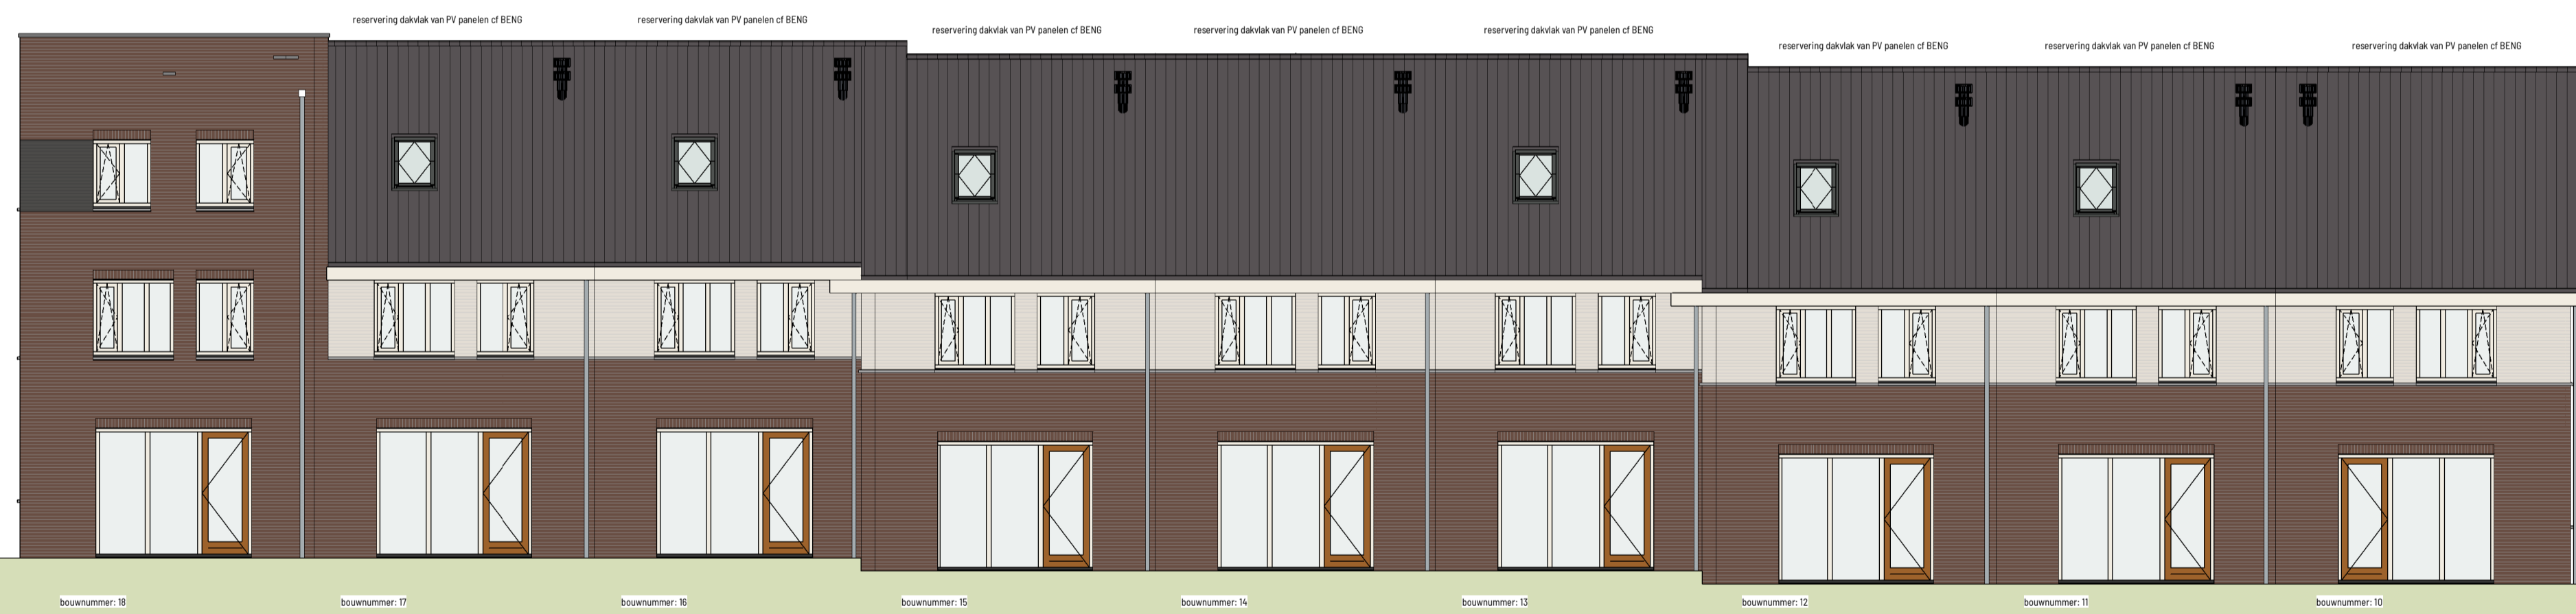 reservering dakvlak van PV panelen cf BENG
reservering dakvlak van PV panelen cf BENG
reservering dakvlak van PV panelen cf BENG
reservering dakvlak van PV panelen cf BENG
reservering dakvlak van PV panelen cf BENG
reservering dakvlak van PV panelen cf BENG
reservering dakvlak van PV panelen cf BENG
reservering dakvlak van PV panelen cf BENG
bouwnummer: 18
bouwnummer: 17
bouwnummer: 16
bouwnummer: 15
bouwnummer: 14
bouwnummer: 13
bouwnummer: 12
bouwnummer: 11
bouwnummer: 10